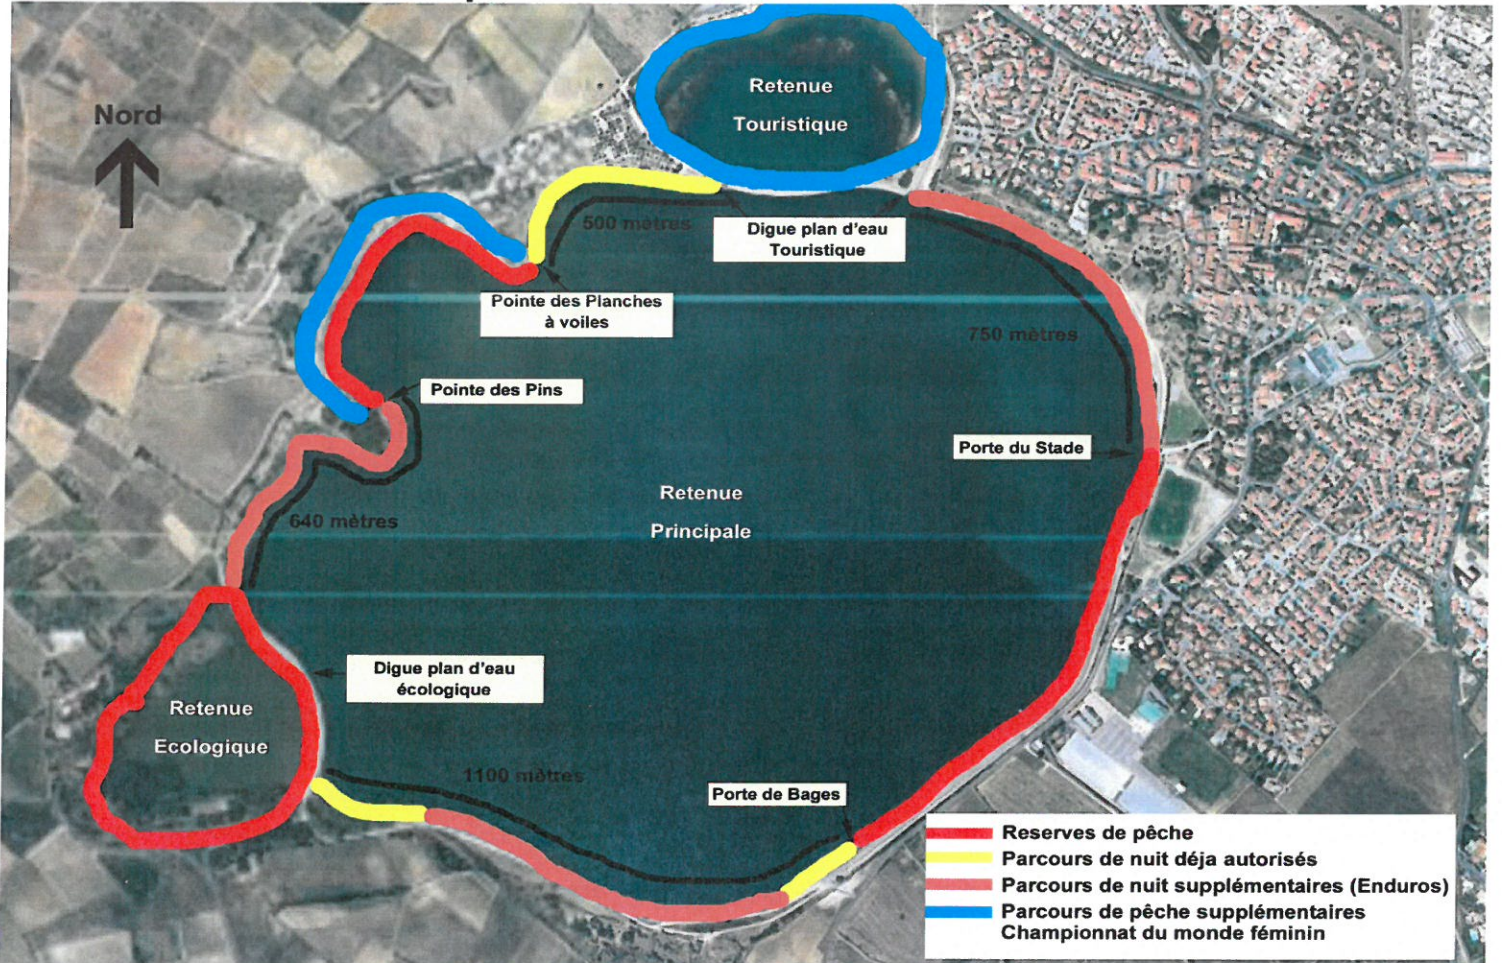 Retenue
Touristique
Nord
500 mètres
Digue plan d'eau
Touristique
Pointe des Planches
à voiles
750 mètres
Pointe des Pins
Porte du Stade
Retenue
Principale
640 mètres
Digue plan d'eau
écologique
Retenue
Ecologique
1100 mètres
Porte de Bages
Reserves de pêche
Parcours de nuit déja autorisés
Parcours de nuit supplémentaires (Enduros)
Parcours de pêche supplémentaires
Championnat du monde féminin